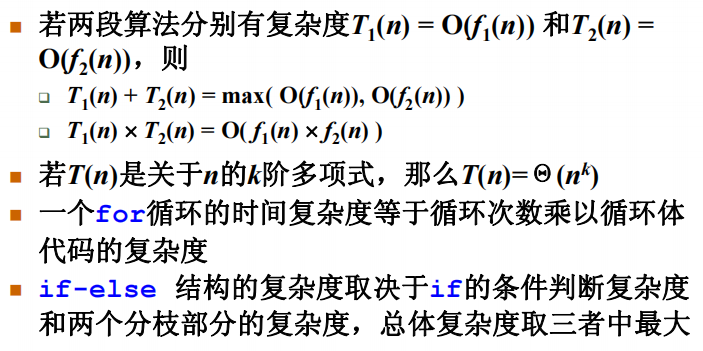 若两段算法分别有复杂度T₁(n) = O(f₁(n)) 和T₂(n) =
O(f₂(n))，则
T₁(n) + T₂(n) = max( O(f₁(n)), O(f₂(n)) )
T₁(n) × T₂(n) = O( f₁(n) × f₂(n) )
若T(n)是关于n的k阶多项式，那么T(n)=Θ(nᵏ)
一个for循环的时间复杂度等于循环次数乘以循环体
代码的复杂度
if-else 结构的复杂度取决于if的条件判断复杂度
和两个分枝部分的复杂度，总体复杂度取三者中最大